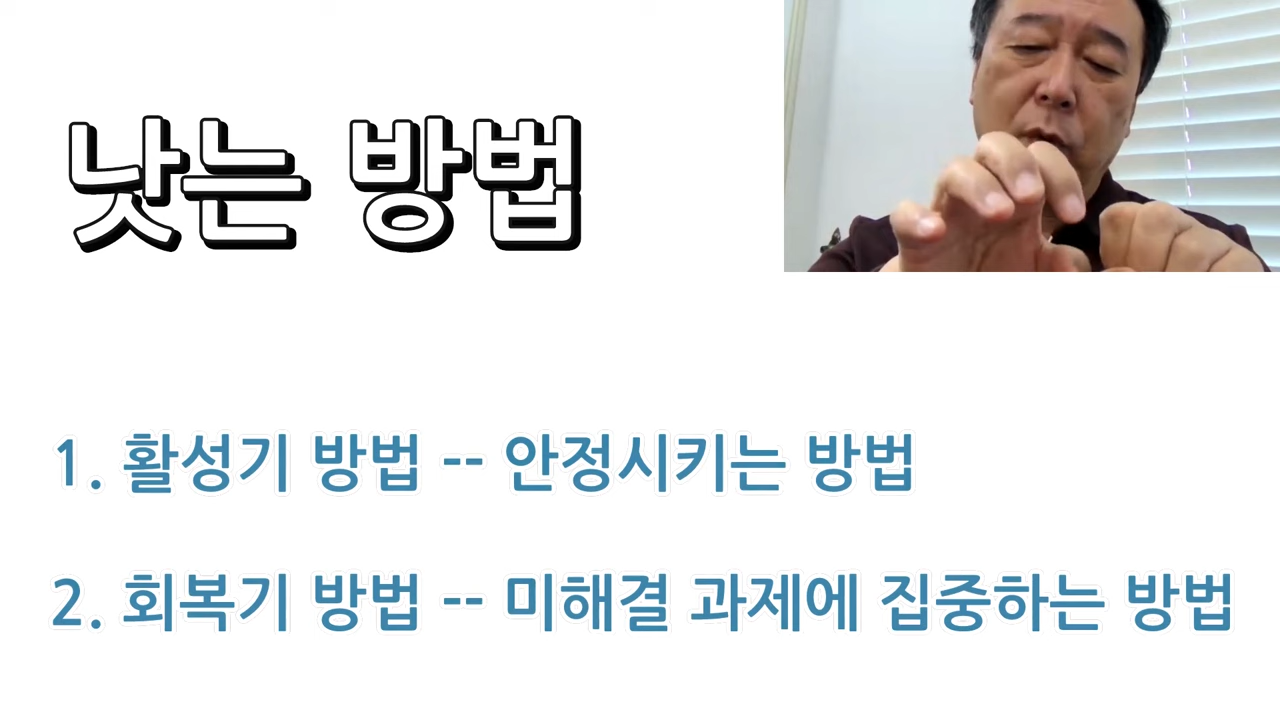 낫는 방법
1. 활성기 방법 -- 안정시키는 방법
2. 회복기 방법 -- 미해결 과제에 집중하는 방법